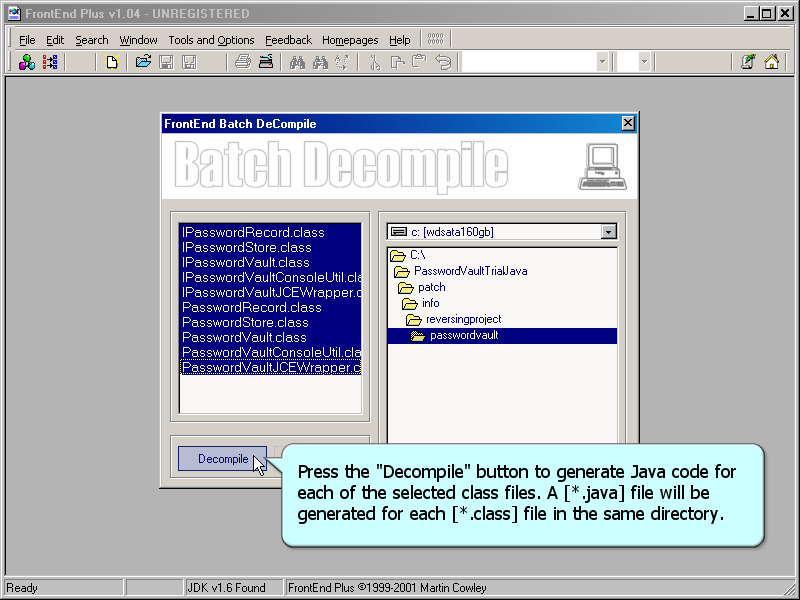 FrontEnd Plus v1.04 - UNREGISTERED
File Edit Search Window Tools and Options Feedback Homepages Help
FrontEnd Batch DeCompile
Batch Decompile
IPasswordRecord.class
IPasswordStore.class
IPasswordVault.class
IPasswordVaultConsoleUtil.cla
IPasswordVaultJCEWrapper.c
PasswordRecord.class
PasswordStore.class
PasswordVault.class
PasswordVaultConsoleUtil.cla
PasswordVaultJCEWrapper.c
c: [wdsata160gb]
C:\
PasswordVaultTrialJava
patch
info
reversingproject
passwordvault
Decompile
Press the "Decompile" button to generate Java code for
each of the selected class files. A [*.java] file will be
generated for each [*.class] file in the same directory.
Ready
JDK v1.6 Found
FrontEnd Plus ©1999-2001 Martin Cowley